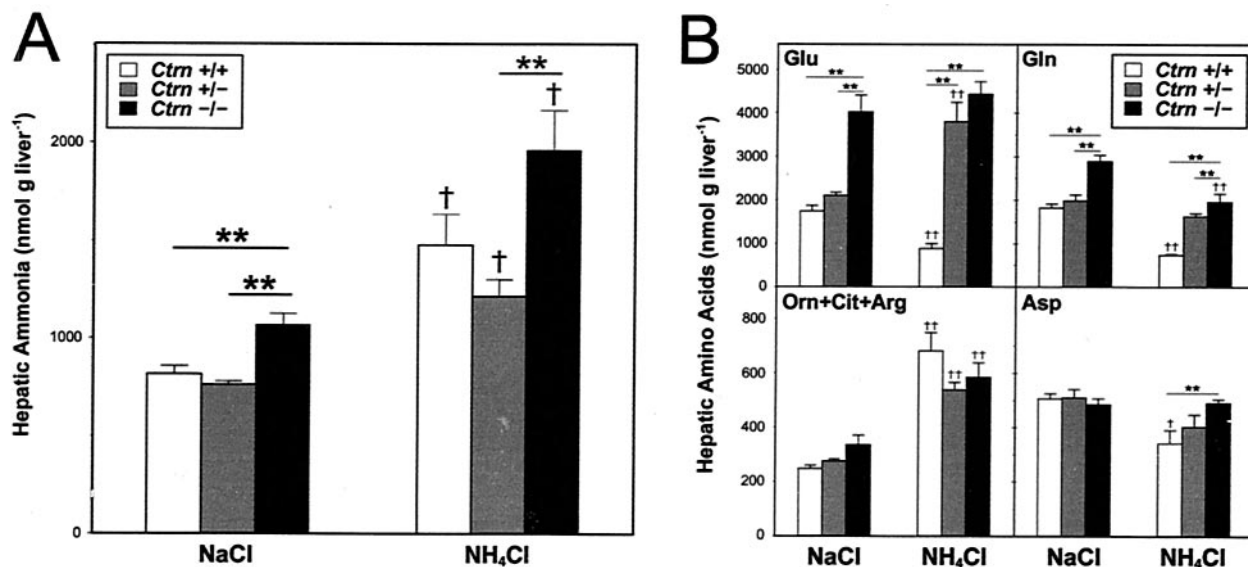 A
Ctrn +/+
Ctrn +/−
Ctrn −/−
**
**
**
†
†
†
Hepatic Ammonia (nmol g liver⁻¹)
2000
1000
0
NaCl
NH₄Cl
B
Glu
Gln
Ctrn +/+
Ctrn +/−
Ctrn −/−
**
**
**
**
††
††
**
**
**
**
††
††
Hepatic Amino Acids (nmol g liver⁻¹)
5000
4000
3000
2000
1000
0
Orn+Cit+Arg
Asp
††
††
††
**
†
800
600
400
200
0
NaCl
NH₄Cl
NaCl
NH₄Cl